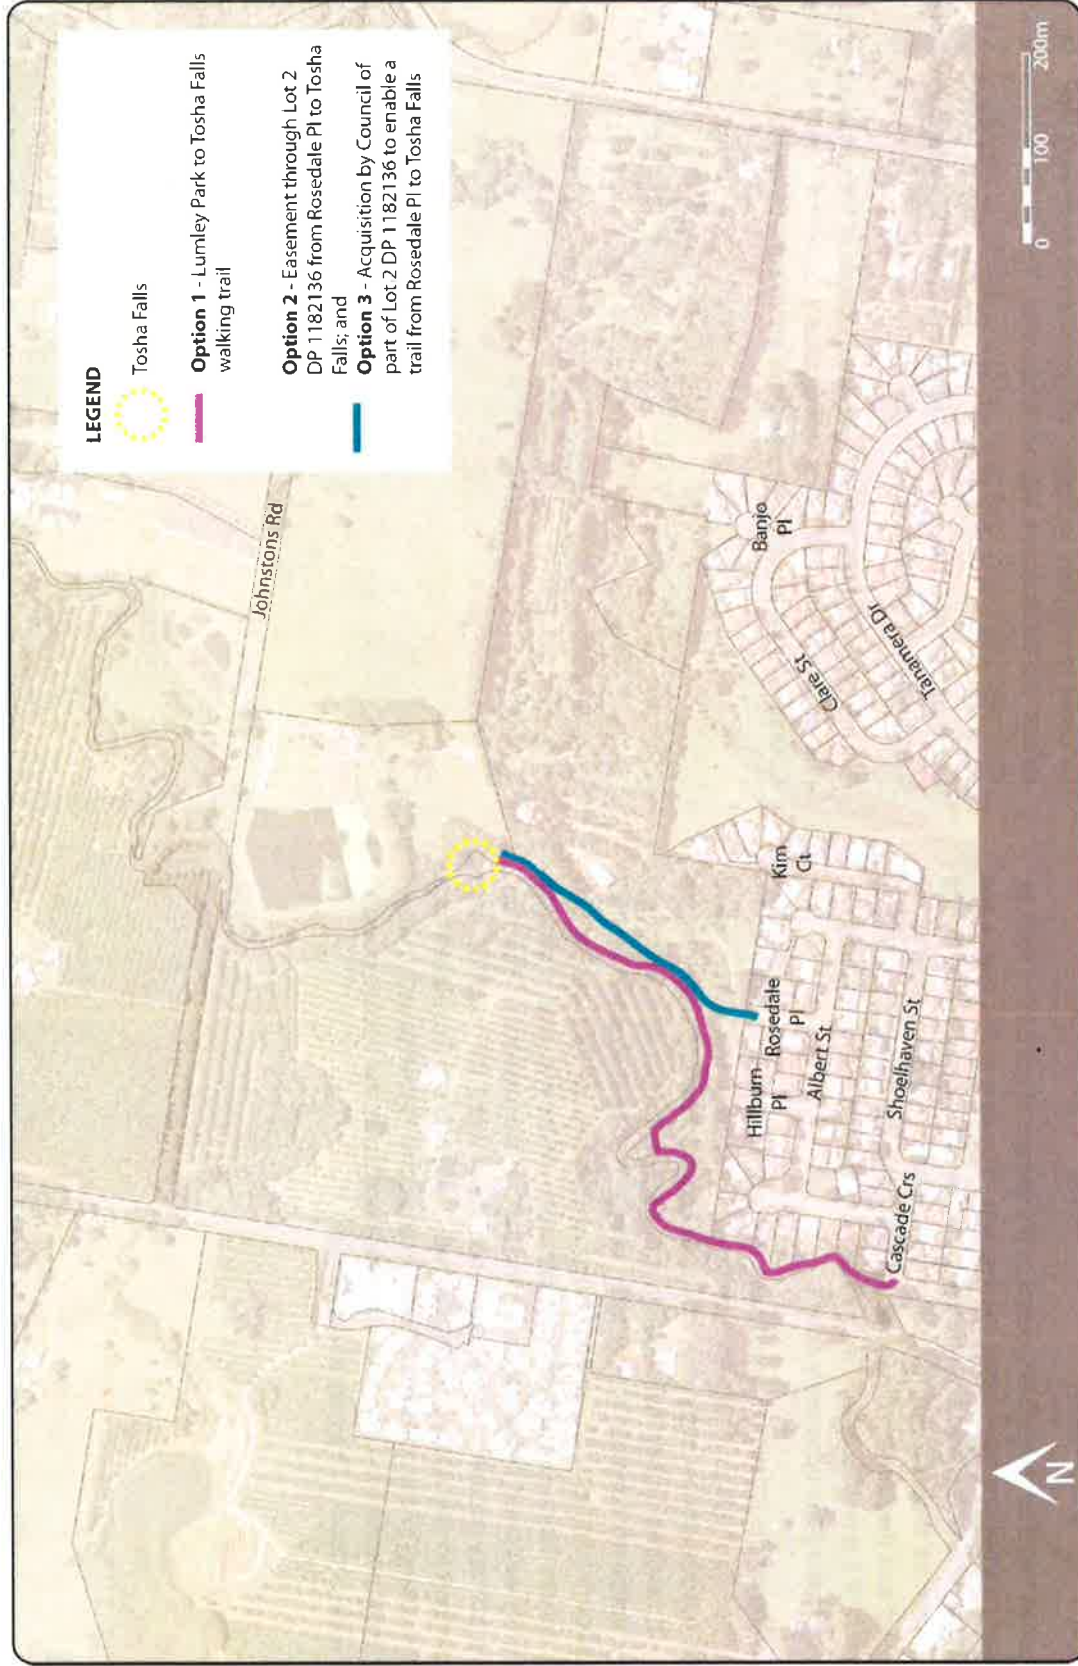 LEGEND
Tosha Falls
Option 1 - Lumley Park to Tosha Falls
walking trail
Option 2 - Easement through Lot 2
DP 1182136 from Rosedale Pl to Tosha
Falls; and
Option 3 - Acquisition by Council of
part of Lot 2 DP 1182136 to enable a
trail from Rosedale Pl to Tosha Falls
Johnstons Rd
Banjo
Pl
Clare St
Tanamera Dr
Kim
Ct
Rosedale
Pl
Hillburn
Pl
Albert St
Shoelhaven St
Cascade Crs
N
0 100 200m